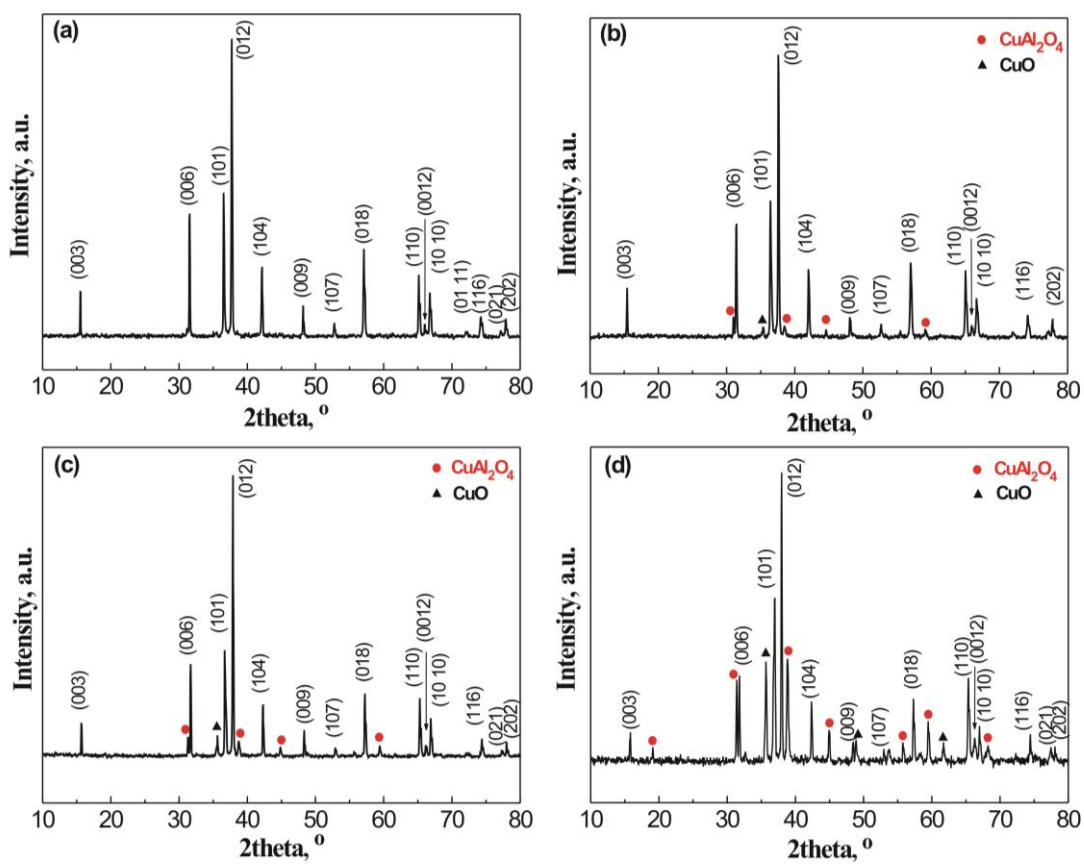 (a)
Intensity, a.u.
(003)
(006)
(101)
(012)
(104)
(009)
(107)
(018)
(110)
(0012)
(10 10)
(01 11)
(116)
(021)
(202)
10 20 30 40 50 60 70 80
2theta, °
(b)
CuAl₂O₄
CuO
Intensity, a.u.
(003)
(006)
(101)
(012)
(104)
(009)
(107)
(018)
(110)
(0012)
(10 10)
(116)
(202)
10 20 30 40 50 60 70 80
2theta, °
(c)
CuAl₂O₄
CuO
Intensity, a.u.
(003)
(006)
(101)
(012)
(104)
(009)
(107)
(018)
(110)
(0012)
(10 10)
(116)
(021)
(202)
10 20 30 40 50 60 70 80
2theta, °
(d)
CuAl₂O₄
CuO
Intensity, a.u.
(003)
(006)
(101)
(012)
(104)
(009)
(107)
(018)
(110)
(0012)
(10 10)
(116)
(021)
(202)
10 20 30 40 50 60 70 80
2theta, °